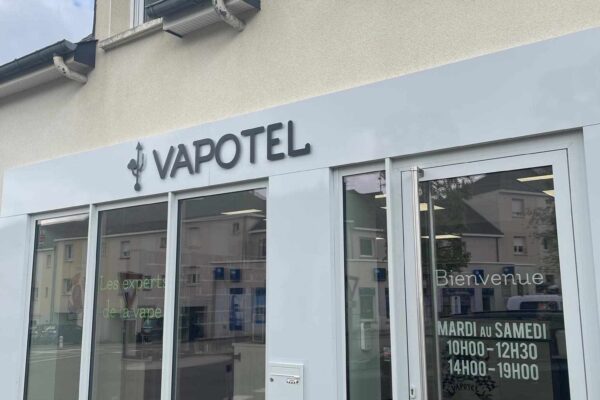 VAPOTEL
Les experts
de la vape
Bienvenue
MARDI AU SAMEDI
10H00 - 12H30
14H00 - 19H00